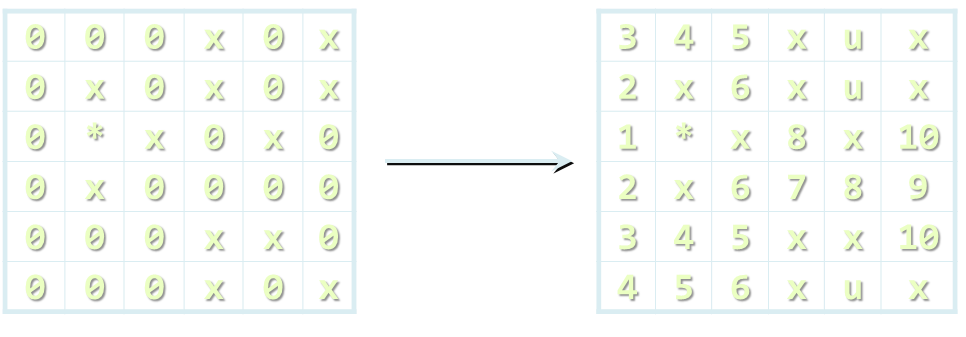 0 0 0 x 0 x
0 x 0 x 0 x
0 * x 0 x 0
0 x 0 0 0 0
0 0 0 x x 0
0 0 0 x 0 x
3 4 5 x u x
2 x 6 x u x
1 * x 8 x 10
2 x 6 7 8 9
3 4 5 x x 10
4 5 6 x u x